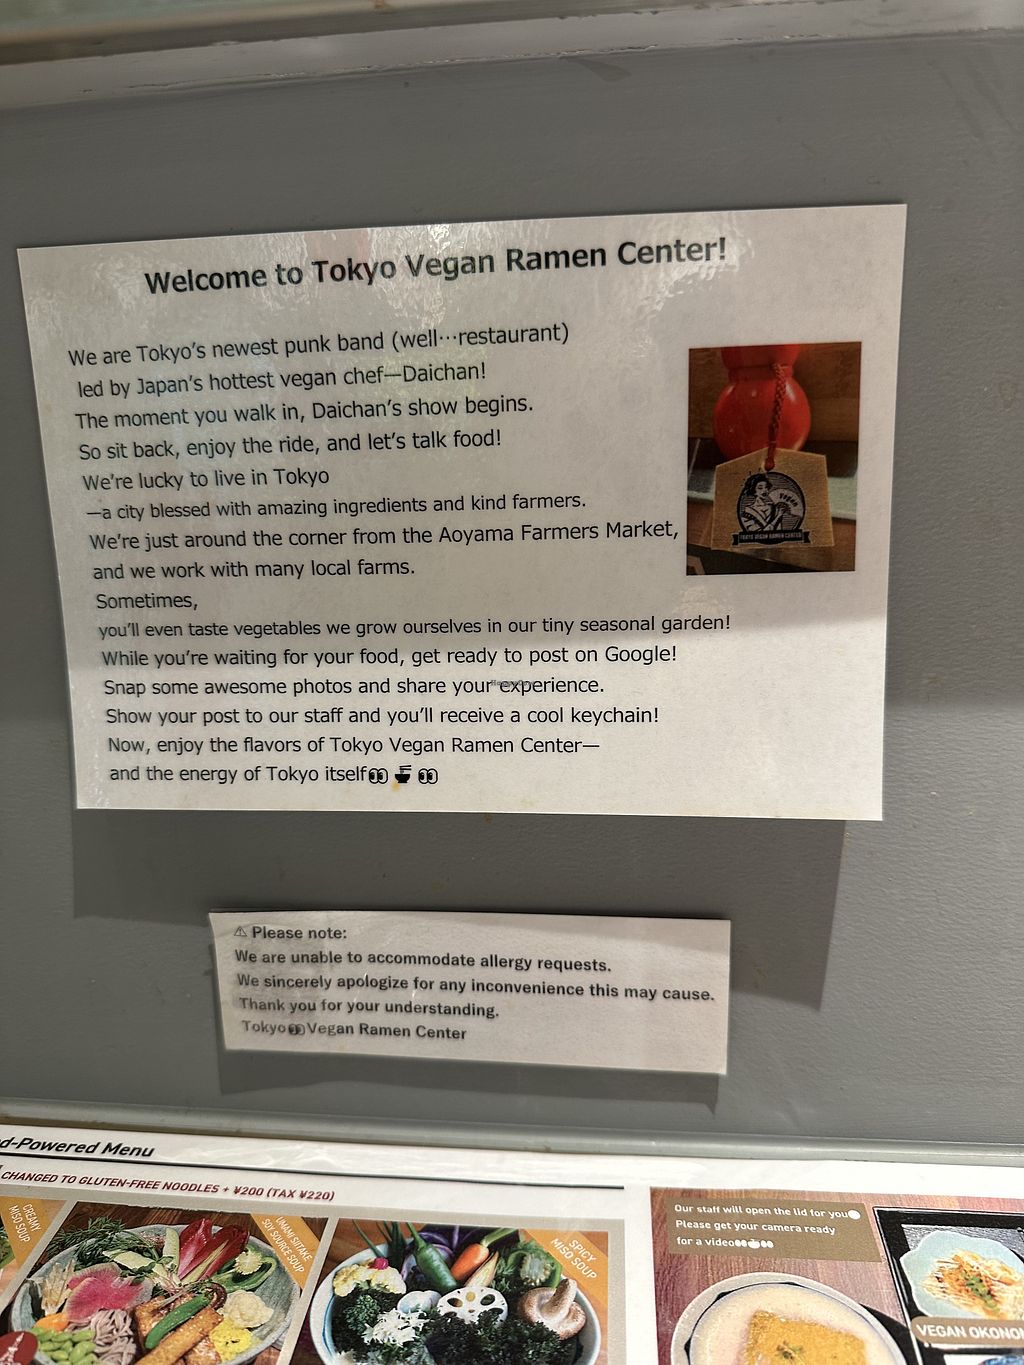 Welcome to Tokyo Vegan Ramen Center!
We are Tokyo's newest punk band (well…restaurant)
led by Japan's hottest vegan chef—Daichan!
The moment you walk in, Daichan's show begins.
So sit back, enjoy the ride, and let's talk food!
We're lucky to live in Tokyo
—a city blessed with amazing ingredients and kind farmers.
We're just around the corner from the Aoyama Farmers Market,
and we work with many local farms.
Sometimes,
you'll even taste vegetables we grow ourselves in our tiny seasonal garden!
While you're waiting for your food, get ready to post on Google!
Snap some awesome photos and share your experience.
Show your post to our staff and you'll receive a cool keychain!
Now, enjoy the flavors of Tokyo Vegan Ramen Center—
and the energy of Tokyo itself
Vegan
TOKYO VEGAN RAMEN CENTER
⚠ Please note:
We are unable to accommodate allergy requests.
We sincerely apologize for any inconvenience this may cause.
Thank you for your understanding.
Tokyo Vegan Ramen Center
d-Powered Menu
CHANGED TO GLUTEN-FREE NOODLES + ¥200 (TAX ¥220)
CREAMY
MISO SOUP
UMAMI SIITAKE
SOY SOURCE SOUP
SPICY
MISO SOUP
Our staff will open the lid for you
Please get your camera ready
for a video
VEGAN OKONO